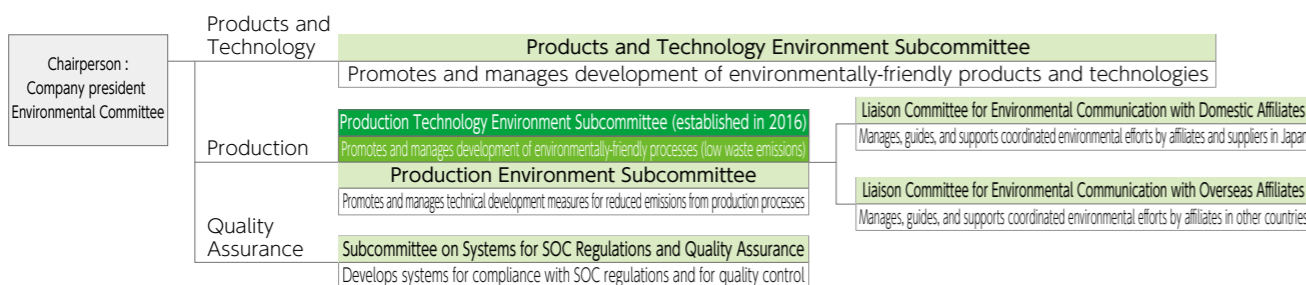 Chairperson :
Company president
Environmental Committee
Products and
Technology
Products and Technology Environment Subcommittee
Promotes and manages development of environmentally-friendly products and technologies
Production
Production Technology Environment Subcommittee (established in 2016)
Promotes and manages development of environmentally-friendly processes (low waste emissions)
Production Environment Subcommittee
Promotes and manages technical development measures for reduced emissions from production processes
Liaison Committee for Environmental Communication with Domestic Affiliates
Manages, guides, and supports coordinated environmental efforts by affiliates and suppliers in Japan
Liaison Committee for Environmental Communication with Overseas Affiliates
Manages, guides, and supports coordinated environmental efforts by affiliates in other countries
Quality
Assurance
Subcommittee on Systems for SOC Regulations and Quality Assurance
Develops systems for compliance with SOC regulations and for quality control